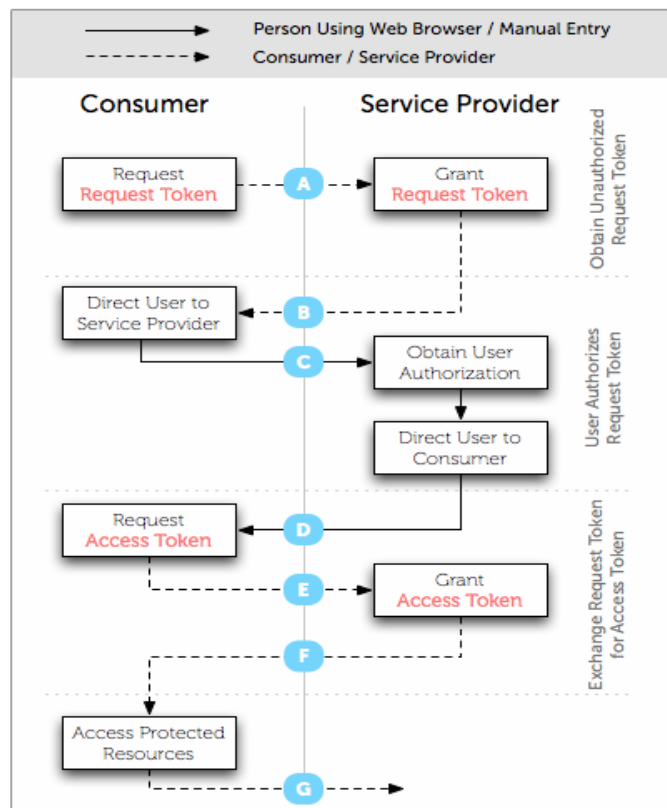 Person Using Web Browser / Manual Entry
Consumer / Service Provider
Consumer
Service Provider
Request
Request Token
A
Grant
Request Token
Obtain Unauthorized
Request Token
Direct User to
Service Provider
B
C
Obtain User
Authorization
Direct User to
Consumer
User Authorizes
Request Token
Request
Access Token
D
E
Grant
Access Token
F
Exchange Request Token
for Access Token
Access Protected
Resources
G